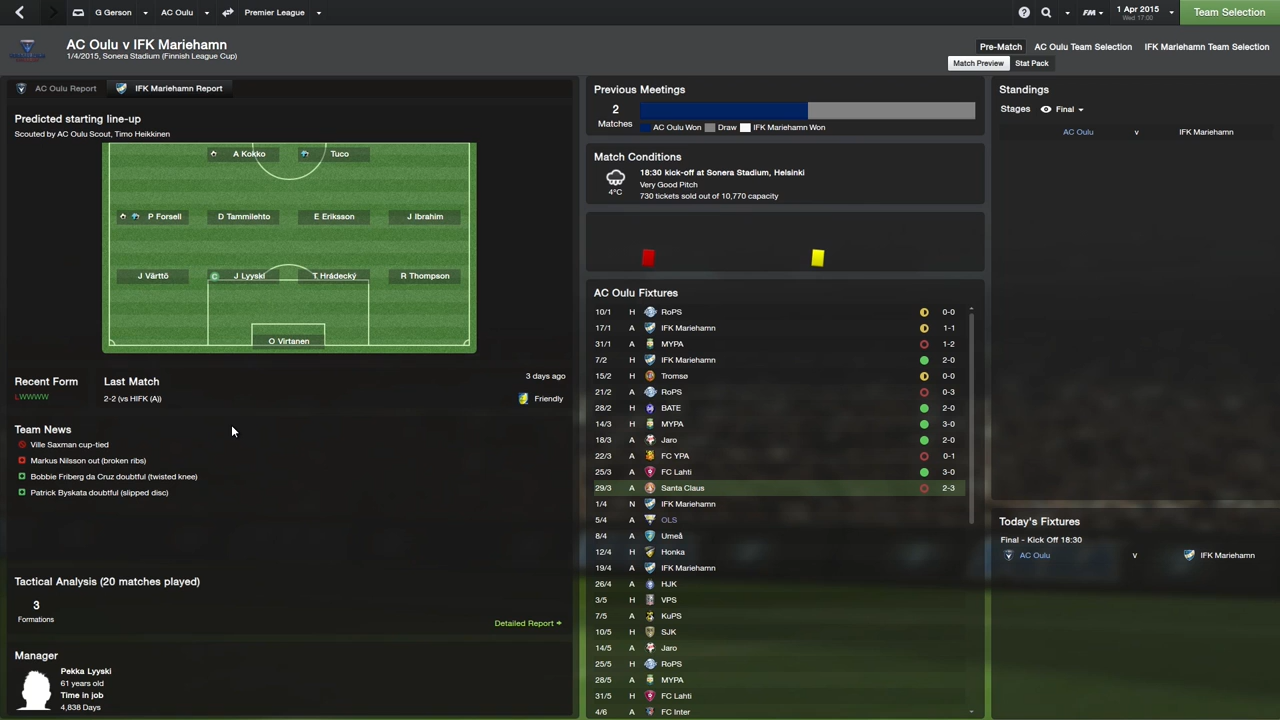 G Gerson AC Oulu Premier League FM 1 Apr 2015 Wed 17:00 Team Selection
AC Oulu v IFK Mariehamn
1/4/2015, Sonera Stadium (Finnish League Cup)
Pre-Match AC Oulu Team Selection IFK Mariehamn Team Selection
Match Preview Stat Pack
AC Oulu Report IFK Mariehamn Report
Predicted starting line-up
Scouted by AC Oulu Scout, Timo Heikkinen
A Kokko Tuco
P Forsell D Tammilehto E Eriksson J Ibrahim
J Värttö C J Lyyski T Hrádecký R Thompson
O Virtanen
Recent Form Last Match 3 days ago
LWWWW 2-2 (vs HIFK (A)) Friendly
Team News
Ville Saxman cup-tied
Markus Nilsson out (broken ribs)
Bobbie Friberg da Cruz doubtful (twisted knee)
Patrick Byskata doubtful (slipped disc)
Tactical Analysis (20 matches played)
3
Formations
Detailed Report
Manager
Pekka Lyyski
61 years old
Time in job
4,838 Days
Previous Meetings
2
Matches
AC Oulu Won Draw IFK Mariehamn Won
Match Conditions
18:30 kick-off at Sonera Stadium, Helsinki
Very Good Pitch
4°C 730 tickets sold out of 10,770 capacity
AC Oulu Fixtures
10/1 H RoPS 0-0
17/1 A IFK Mariehamn 1-1
31/1 A MYPA 1-2
7/2 H IFK Mariehamn 2-0
15/2 H Tromsø 0-0
21/2 A RoPS 0-3
28/2 H BATE 2-0
14/3 H MYPA 3-0
18/3 A Jaro 2-0
22/3 A FC YPA 0-1
25/3 A FC Lahti 3-0
29/3 A Santa Claus 2-3
1/4 N IFK Mariehamn
5/4 A OLS
8/4 A Umeå
12/4 H Honka
19/4 A IFK Mariehamn
26/4 A HJK
3/5 H VPS
7/5 A KuPS
10/5 H SJK
14/5 A Jaro
25/5 H RoPS
28/5 A MYPA
31/5 H FC Lahti
4/6 A FC Inter
Standings
Stages Final
AC Oulu v IFK Mariehamn
Today's Fixtures
Final - Kick Off 18:30
AC Oulu v IFK Mariehamn